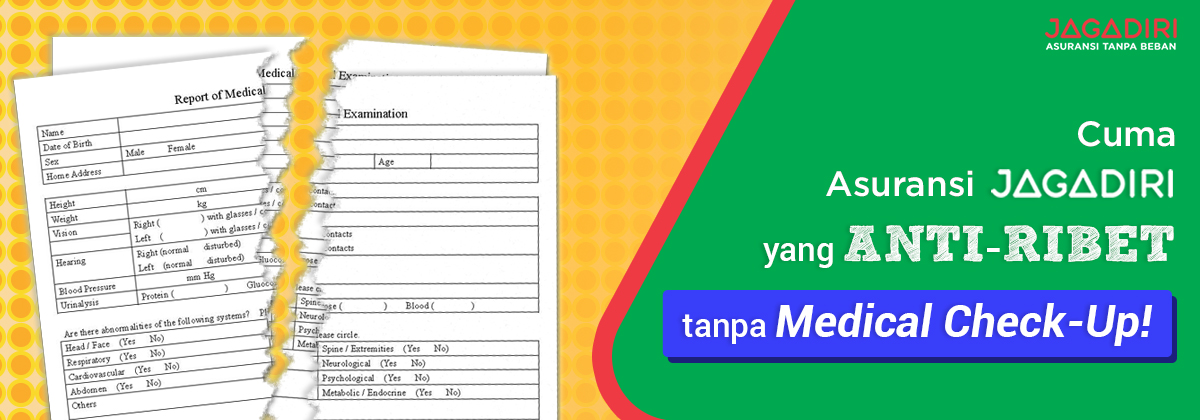 JAGADIRI
ASURANSI TANPA BEBAN
Cuma
Asuransi JAGADIRI
yang ANTI-RIBET
tanpa Medical Check-Up!
Medical Exam
Report of Medical Examination
Name
Date of Birth
Sex Male Female Age
Home Address
Height cm
Weight kg
Vision Right ( ) with glasses / contacts
Left ( ) with glasses / contacts
Hearing Right (normal disturbed)
Left (normal disturbed)
Blood Pressure mm Hg
Urinalysis Protein ( ) Blood ( )
Are there abnormalities of the following systems?
Head / Face (Yes No)
Respiratory (Yes No)
Cardiovascular (Yes No)
Abdomen (Yes No)
Others
Spine / Extremities (Yes No)
Neurological (Yes No)
Psychological (Yes No)
Metabolic / Endocrine (Yes No)